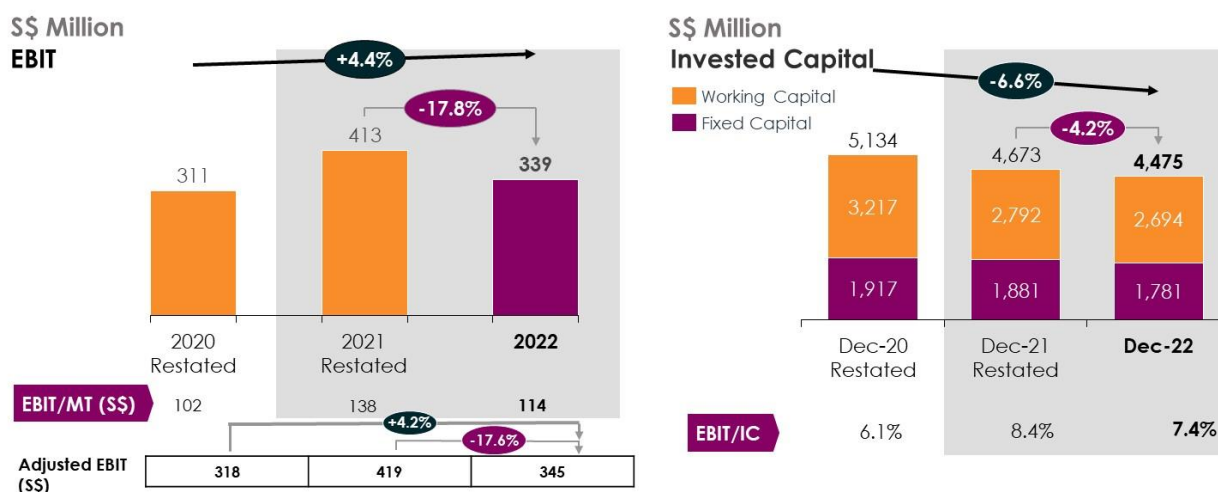 S$ Million
EBIT
+4.4%
-17.8%
311
413
339
2020
Restated
2021
Restated
2022
EBIT/MT (S$)
102
138
114
+4.2%
-17.6%
Adjusted EBIT
(S$)
318
419
345
S$ Million
Invested Capital
-6.6%
Working Capital
Fixed Capital
-4.2%
5,134
4,673
4,475
3,217
2,792
2,694
1,917
1,881
1,781
Dec-20
Restated
Dec-21
Restated
Dec-22
EBIT/IC
6.1%
8.4%
7.4%